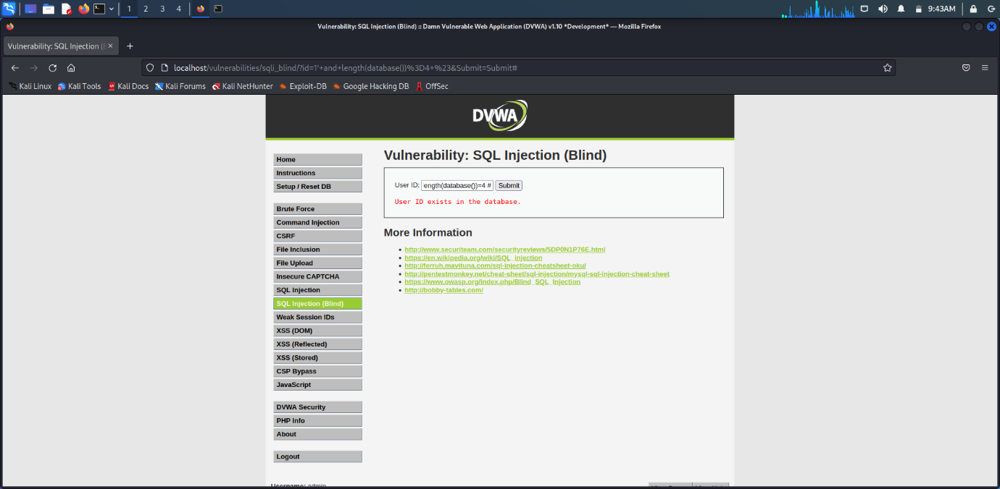 1 2 3 4 9:43AM
Vulnerability: SQL Injection (Blind) :: Damn Vulnerable Web Application (DVWA) v1.10 *Development* — Mozilla Firefox
Vulnerability: SQL Injection (B
localhost/vulnerabilities/sqli_blind/?id=1'+and+length(database())%3D4+%23&Submit=Submit#
Kali Linux Kali Tools Kali Docs Kali Forums Kali NetHunter Exploit-DB Google Hacking DB OffSec
DVWA
Home
Instructions
Setup / Reset DB
Brute Force
Command Injection
CSRF
File Inclusion
File Upload
Insecure CAPTCHA
SQL Injection
SQL Injection (Blind)
Weak Session IDs
XSS (DOM)
XSS (Reflected)
XSS (Stored)
CSP Bypass
JavaScript
DVWA Security
PHP Info
About
Logout
Username: admin
Vulnerability: SQL Injection (Blind)
User ID: ength(database())=4 # Submit
User ID exists in the database.
More Information
http://www.securiteam.com/securityreviews/5DP0N1P76E.html
https://en.wikipedia.org/wiki/SQL_injection
http://ferruh.mavituna.com/sql-injection-cheatsheet-oku/
http://pentestmonkey.net/cheat-sheet/sql-injection/mysql-sql-injection-cheat-sheet
https://www.owasp.org/index.php/Blind_SQL_Injection
http://bobby-tables.com/